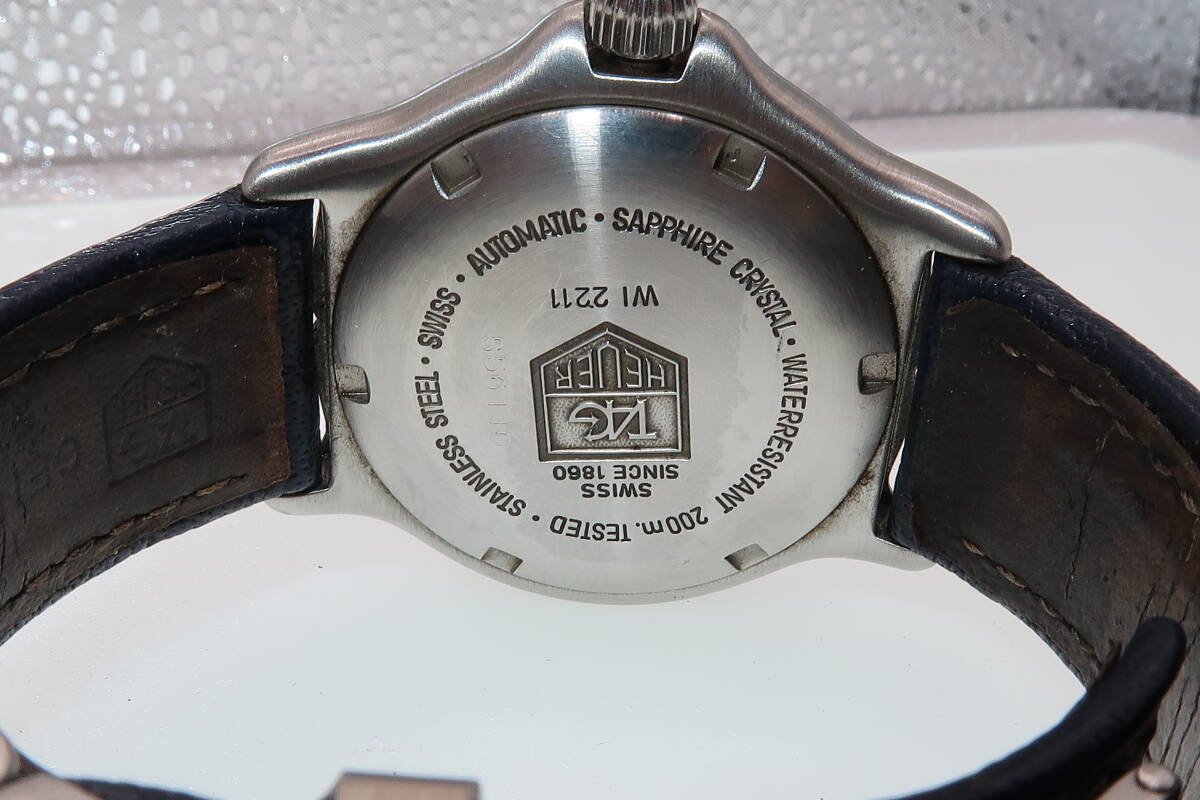 AUTOMATIC • SAPPHIRE CRYSTAL • WATERRESISTANT 200m. TESTED • STAINLESS STEEL • SWISS •
WI 2211
TAG
HEUER
SWISS
SINCE 1860